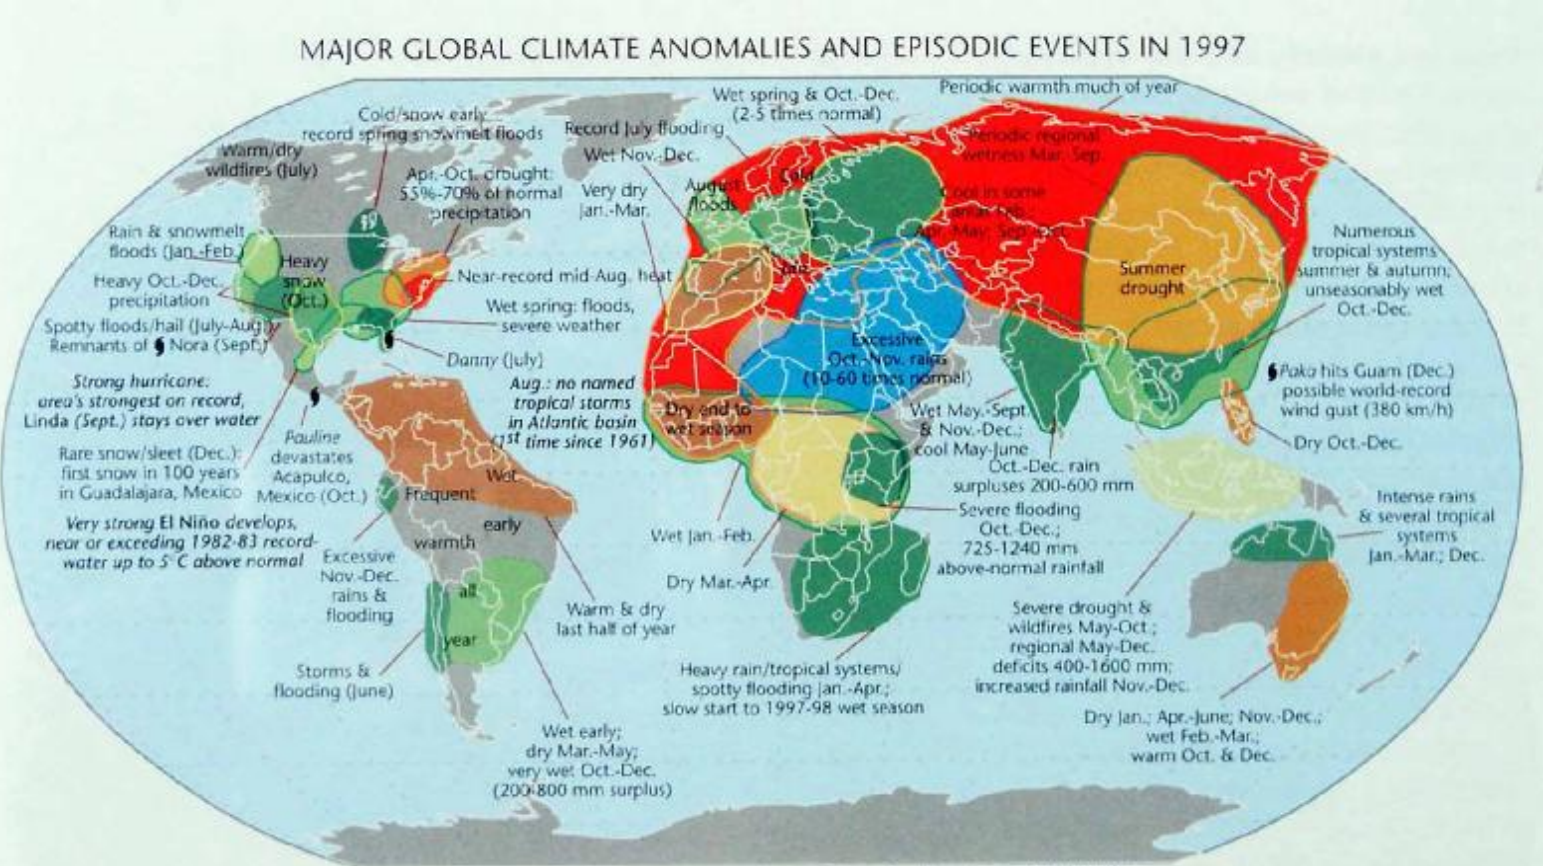 MAJOR GLOBAL CLIMATE ANOMALIES AND EPISODIC EVENTS IN 1997
Periodic warmth much of year
Wet spring & Oct.-Dec.
(2-5 times normal)
Cold/snow early
record spring snowmelt floods
Record July flooding
Periodic regional
wetness Mar.-Sep.
Warm/dry
wildfires (July)
Wet Nov.-Dec.
Apr.-Oct. drought:
55%-70% of normal
precipitation
Very dry
Jan.-Mar.
August
floods
Cold
Cool in some
Feb.
Apr. May; Sep.
Rain & snowmelt
floods (Jan.-Feb.)
Numerous
tropical systems
summer & autumn;
unseasonably wet
Oct.-Dec.
Heavy
snow
(Oct.)
Near-record mid-Aug. heat
Jan.
Summer
drought
Heavy Oct.-Dec.
precipitation
Wet spring: floods,
severe weather
Spotty floods/hail (July-Aug.)
Remnants of Nora (Sept.)
Danny (July)
Excessive
Oct.-Nov. rains
(10-60 times normal)
Strong hurricane:
area's strongest on record,
Linda (Sept.) stays over water
Aug.: no named
tropical storms
in Atlantic basin
(1st time since 1961)
Dry end to
wet season
Wet May.-Sept.
& Nov.-Dec.;
cool May-June
Paka hits Guam (Dec.)
possible world-record
wind gust (380 km/h)
Pauline
devastates
Acapulco,
Mexico (Oct.)
Dry Oct.-Dec.
Rare snow/sleet (Dec.):
first snow in 100 years
in Guadalajara, Mexico
Oct.-Dec. rain
surpluses 200-600 mm
Wet
Frequent
early
warmth
all
year
Very strong El Niño develops,
near or exceeding 1982-83 record-
water up to 5°C above normal
Severe flooding
Oct.-Dec.;
725-1240 mm
above-normal rainfall
Intense rains
& several tropical
systems
Jan.-Mar.; Dec.
Wet Jan.-Feb.
Excessive
Nov.-Dec.
rains &
flooding
Dry Mar.-Apr.
Warm & dry
last half of year
Severe drought &
wildfires May-Oct.;
regional May-Dec.
deficits 400-1600 mm;
increased rainfall Nov.-Dec.
Storms &
flooding (June)
Heavy rain/tropical systems/
spotty flooding Jan.-Apr.;
slow start to 1997-98 wet season
Dry Jan.; Apr.-June; Nov.-Dec.;
wet Feb.-Mar.;
warm Oct. & Dec.
Wet early;
dry Mar.-May;
very wet Oct.-Dec.
(200-800 mm surplus)